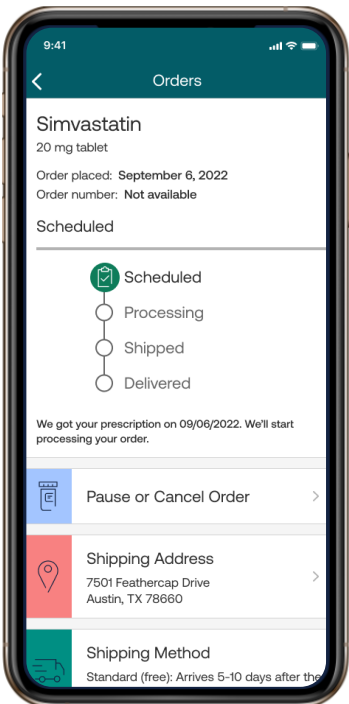 9:41
Orders
Simvastatin
20 mg tablet
Order placed: September 6, 2022
Order number: Not available
Scheduled
Scheduled
Processing
Shipped
Delivered
We got your prescription on 09/06/2022. We'll start
processing your order.
Pause or Cancel Order
Shipping Address
7501 Feathercap Drive
Austin, TX 78660
Shipping Method
Standard (free): Arrives 5-10 days after the